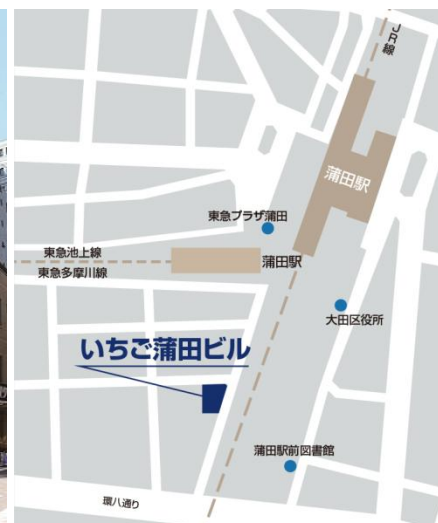 JR線
蒲田駅
東急プラザ蒲田
東急池上線
蒲田駅
東急多摩川線
大田区役所
いちご蒲田ビル
蒲田駅前図書館
環八通り